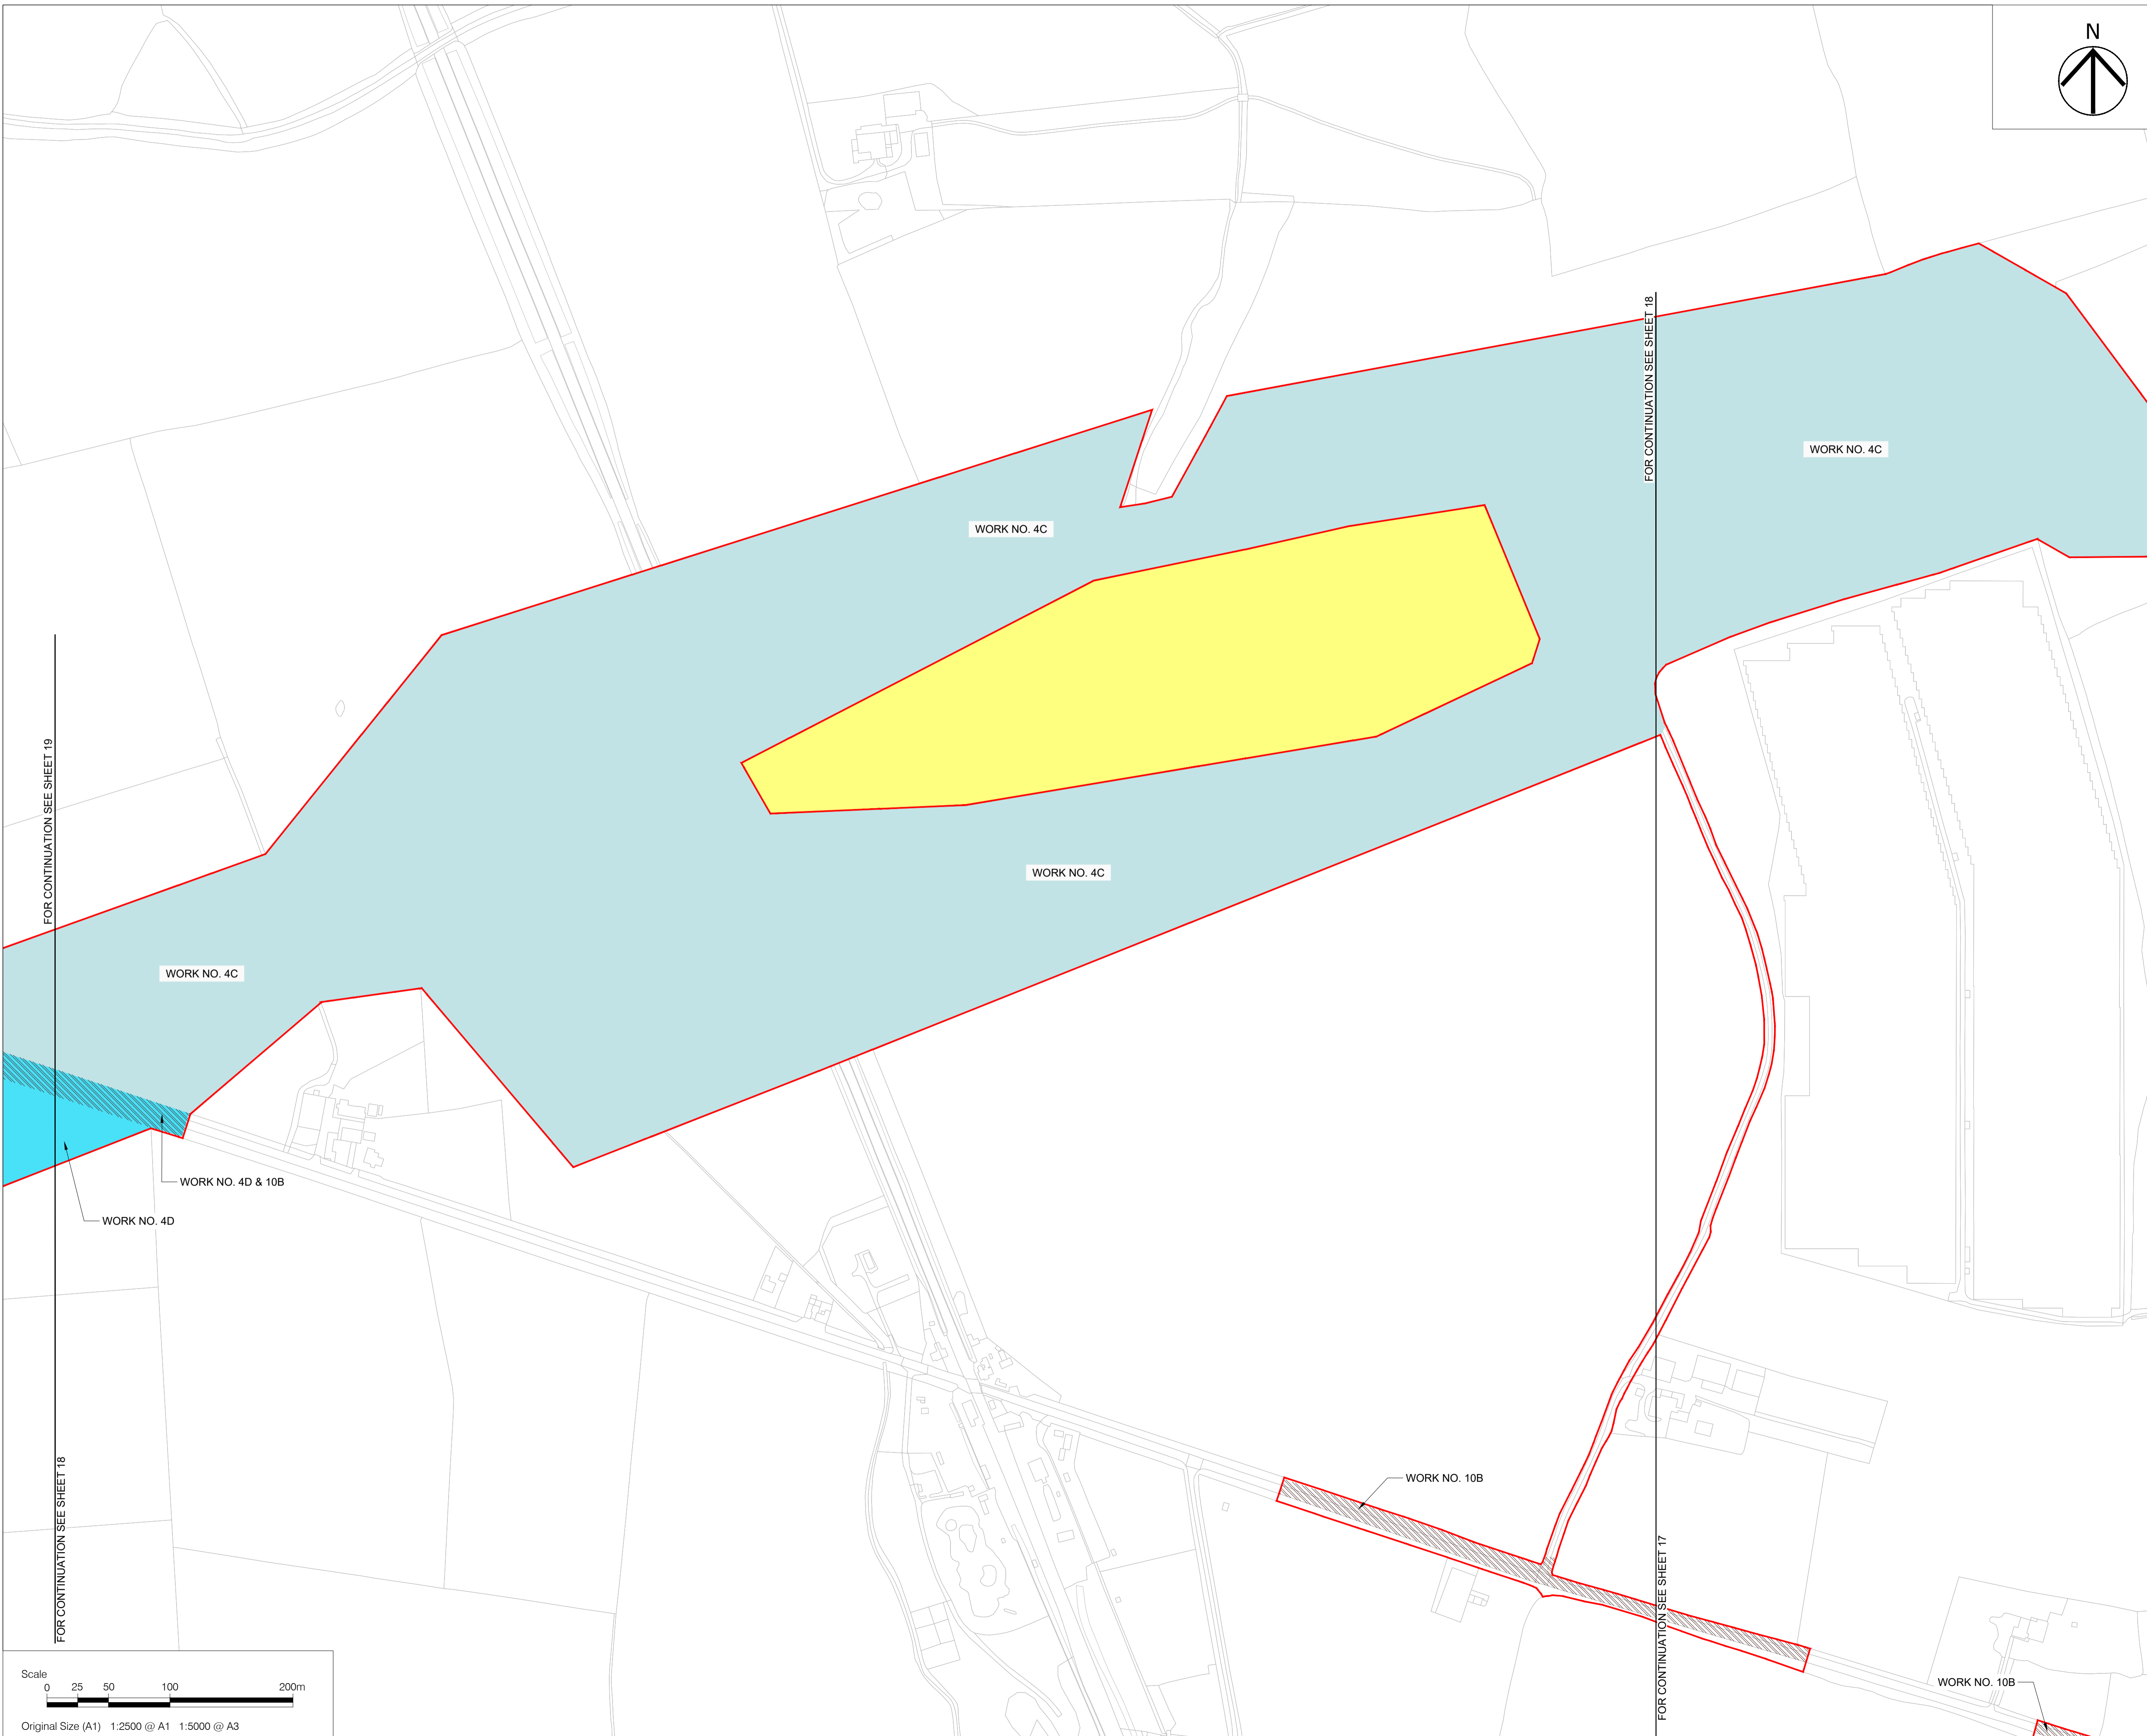 N
FOR CONTINUATION SEE SHEET 18
WORK NO. 4C
WORK NO. 4C
FOR CONTINUATION SEE SHEET 19
WORK NO. 4C
WORK NO. 4C
WORK NO. 4D & 10B
WORK NO. 4D
FOR CONTINUATION SEE SHEET 18
WORK NO. 10B
FOR CONTINUATION SEE SHEET 17
WORK NO. 10B
Scale
0 25 50 100 200m
Original Size (A1) 1:2500 @ A1 1:5000 @ A3